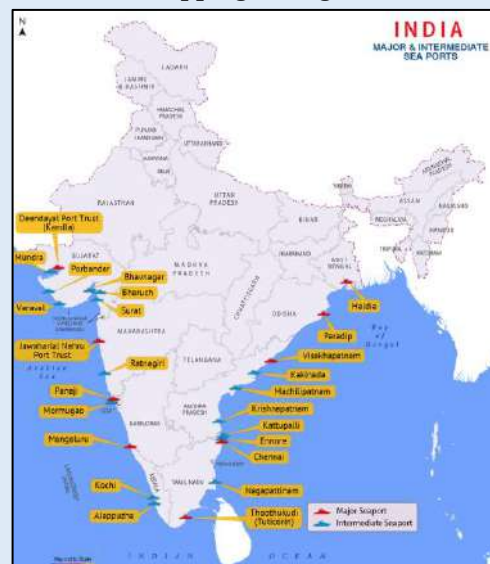 N
INDIA
MAJOR & INTERMEDIATE
SEA PORTS
LADAKH
JAMMU
& KASHMIR
HIMACHAL
PRADESH
PUNJAB
HARYANA
UTTARAKHAND
RAJASTHAN
UTTAR
PRADESH
SIKKIM
ASSAM
NAGALAND
MEGHALAYA
MANIPUR
TRIPURA
MIZORAM
BIHAR
JHARKHAND
WEST
BENGAL
GUJARAT
MADHYA
PRADESH
CHHATTISGARH
ODISHA
MAHARASHTRA
TELANGANA
ANDHRA
PRADESH
GOA
KARNATAKA
KERALA
TAMIL NADU
Deendayal Port Trust
(Kandla)
Mundra
Porbandar
Bhavnagar
Bharuch
Veraval
Surat
Haldia
Paradip
Jawaharlal Nehru
Port Trust
Visakhapatnam
Ratnagiri
Kakinada
Machilipatnam
Panaji
Krishnapatnam
Mormugao
Kattupalli
Ennore
Mangaluru
Chennai
Kochi
Nagapattinam
Alappuzha
Thoothukudi
(Tuticorin)
Major Seaport
Intermediate Seaport
Arabian
Sea
Bay of
Bengal
INDIAN OCEAN